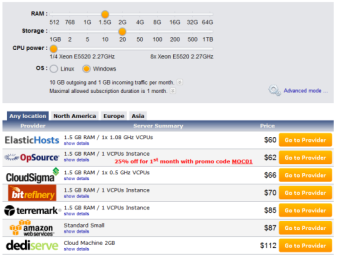 RAM :
512 768 1G 1.5G 2G 4G 8G 16G 32G 64G
Storage :
1GB 2 5 10 20 50 100 200 500 1TB
CPU power :
1/4 Xeon E5520 2.27GHz 8x Xeon E5520 2.27GHz
OS : Linux Windows
10 GB outgoing and 1 GB incoming traffic per month.
Maximal allowed subscription duration is 1 month.
Advanced mode ...
Any location North America Europe Asia
Provider Server Summary Price
ElasticHosts 1.5 GB RAM / 1x 1.08 GHz VCPUs $60 Go to Provider
show details
OpSource 1.5 GB RAM / 1 VCPUs Instance $62 Go to Provider
show details 25% off for 1st month with promo code MOCD1
CloudSigma 1.5 GB RAM / 1x 0.5 GHz VCPUs $66 Go to Provider
show details
bitrefinery 1.5 GB RAM / 1 VCPUs Instance $70 Go to Provider
show details
terremark 1.5 GB RAM / 1 VCPUs Instance $85 Go to Provider
show details
amazon webservices Standard Small $87 Go to Provider
show details
dediserve Cloud Machine 2GB $112 Go to Provider
show details